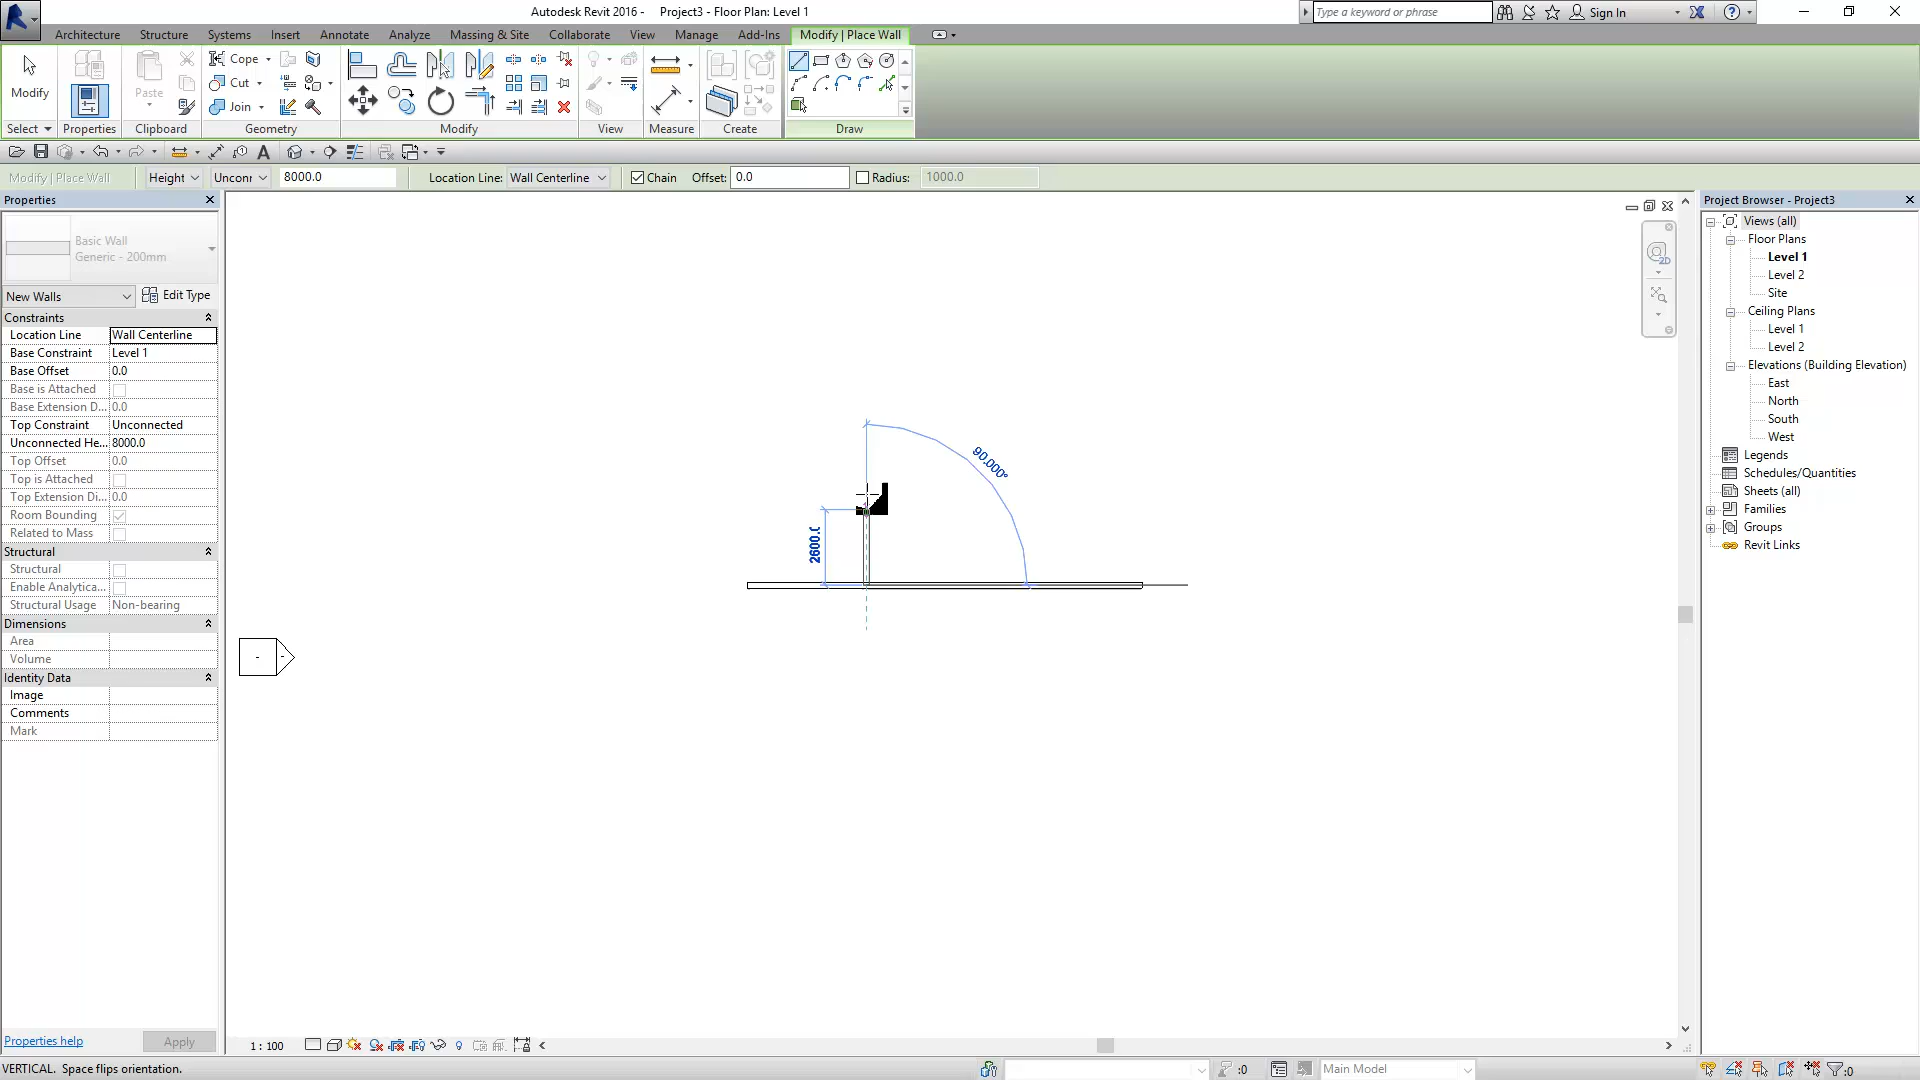 Autodesk Revit 2016 - Project3 - Floor Plan: Level 1
Type a keyword or phrase
Sign In
Architecture Structure Systems Insert Annotate Analyze Massing & Site Collaborate View Manage Add-Ins Modify | Place Wall
Modify
Paste
Cope
Cut
Join
Select Properties Clipboard Geometry Modify View Measure Create Draw
Modify | Place Wall Height Unconr 8000.0 Location Line: Wall Centerline Chain Offset: 0.0 Radius: 1000.0
Properties
Basic Wall
Generic - 200mm
New Walls Edit Type
Constraints
Location Line Wall Centerline
Base Constraint Level 1
Base Offset 0.0
Base is Attached
Base Extension D... 0.0
Top Constraint Unconnected
Unconnected He... 8000.0
Top Offset 0.0
Top is Attached
Top Extension Di... 0.0
Room Bounding
Related to Mass
Structural
Structural
Enable Analytica...
Structural Usage Non-bearing
Dimensions
Area
Volume
Identity Data
Image
Comments
Mark
Properties help Apply
2D
90.000°
2600.0
Project Browser - Project3
Views (all)
Floor Plans
Level 1
Level 2
Site
Ceiling Plans
Level 1
Level 2
Elevations (Building Elevation)
East
North
South
West
Legends
Schedules/Quantities
Sheets (all)
Families
Groups
Revit Links
1 : 100
VERTICAL. Space flips orientation.
:0
Main Model
:0